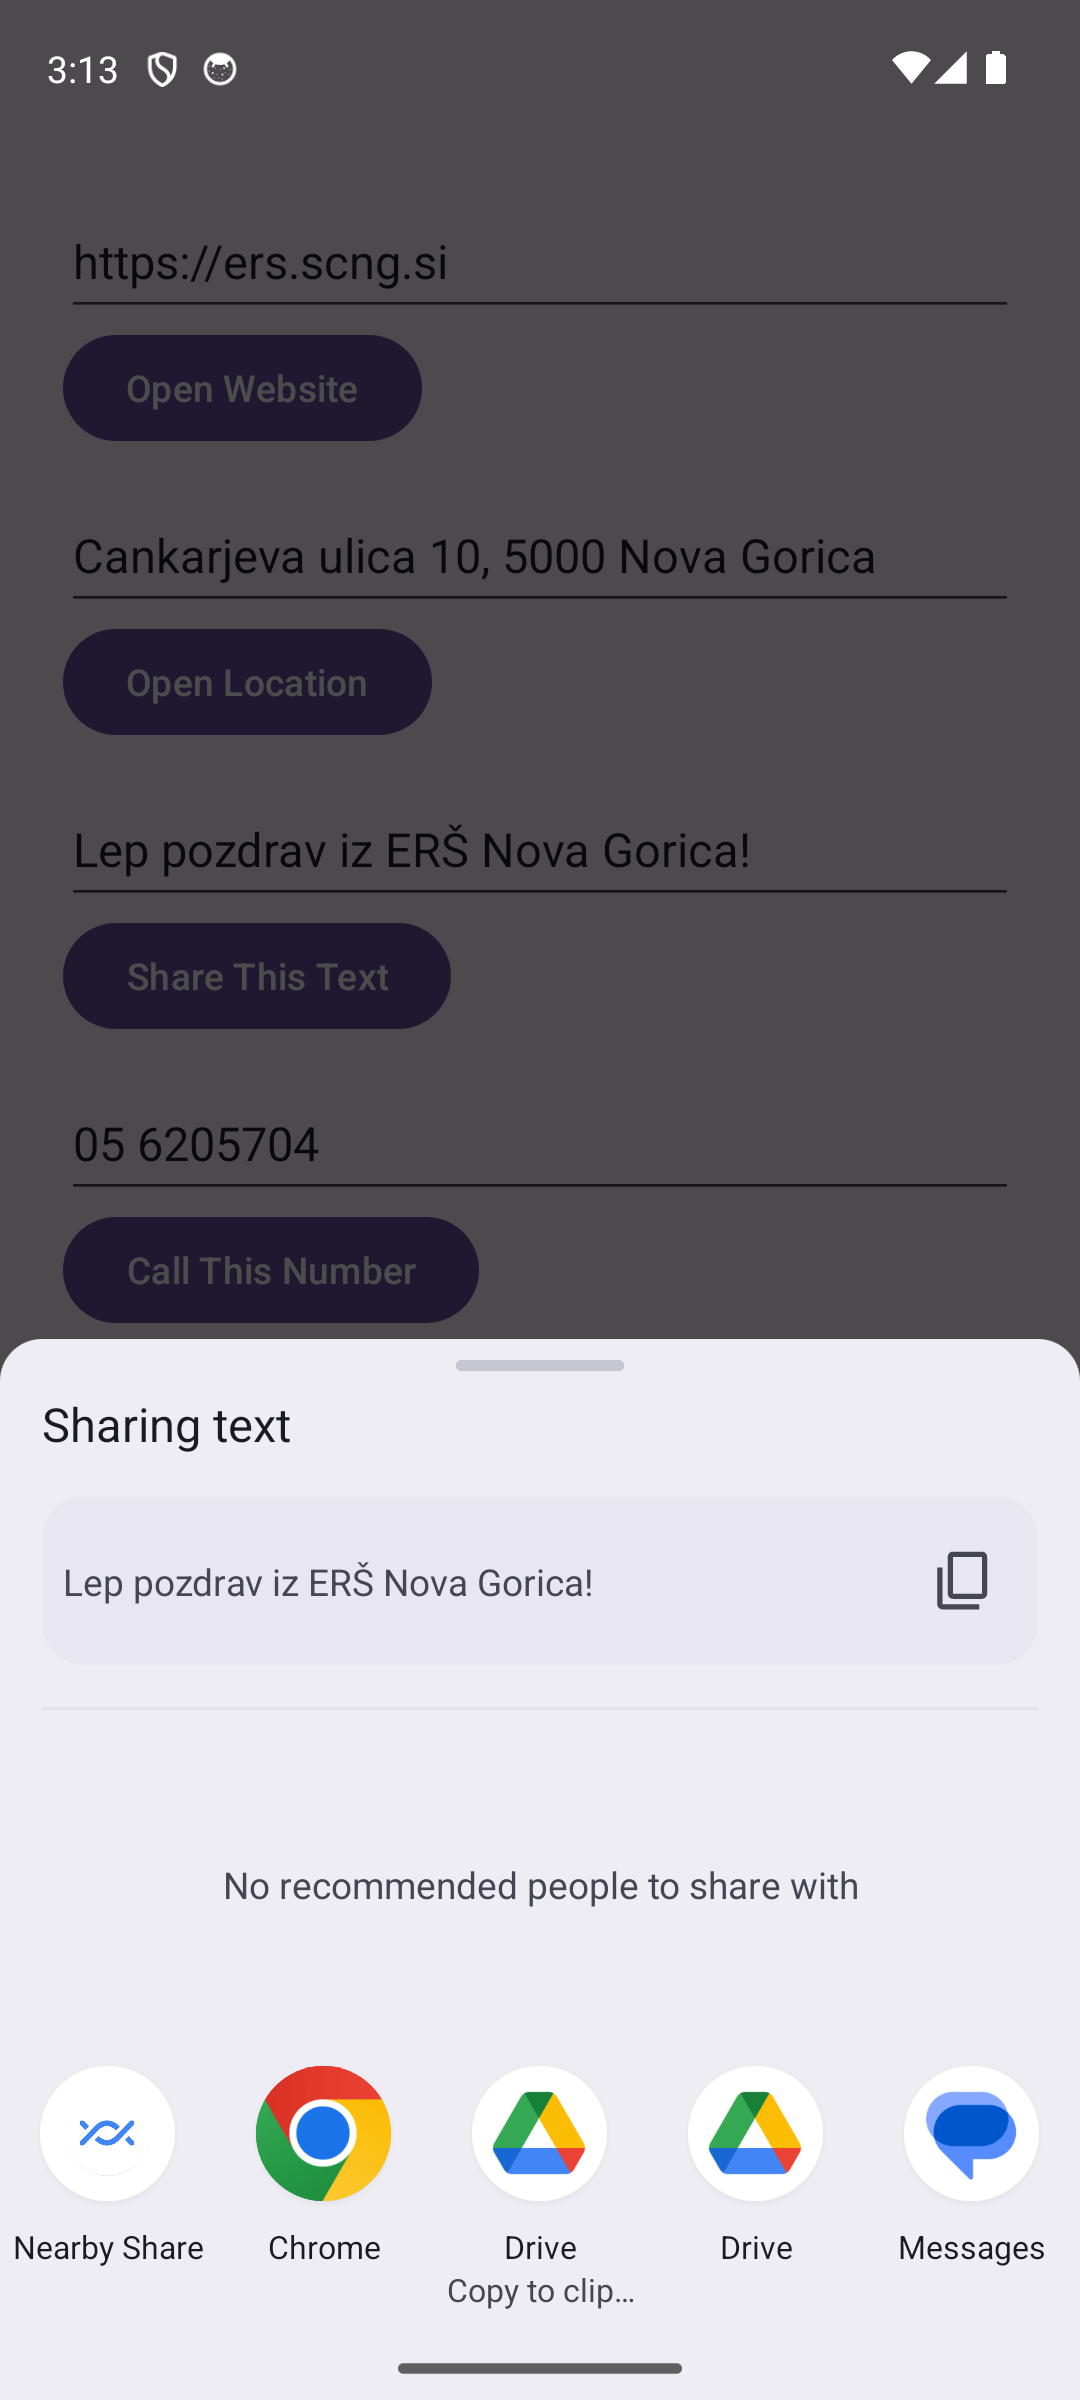 3:13
https://ers.scng.si
Open Website
Cankarjeva ulica 10, 5000 Nova Gorica
Open Location
Lep pozdrav iz ERŠ Nova Gorica!
Share This Text
05 6205704
Call This Number
Sharing text
Lep pozdrav iz ERŠ Nova Gorica!
No recommended people to share with
Nearby Share
Chrome
Drive
Copy to clip...
Drive
Messages